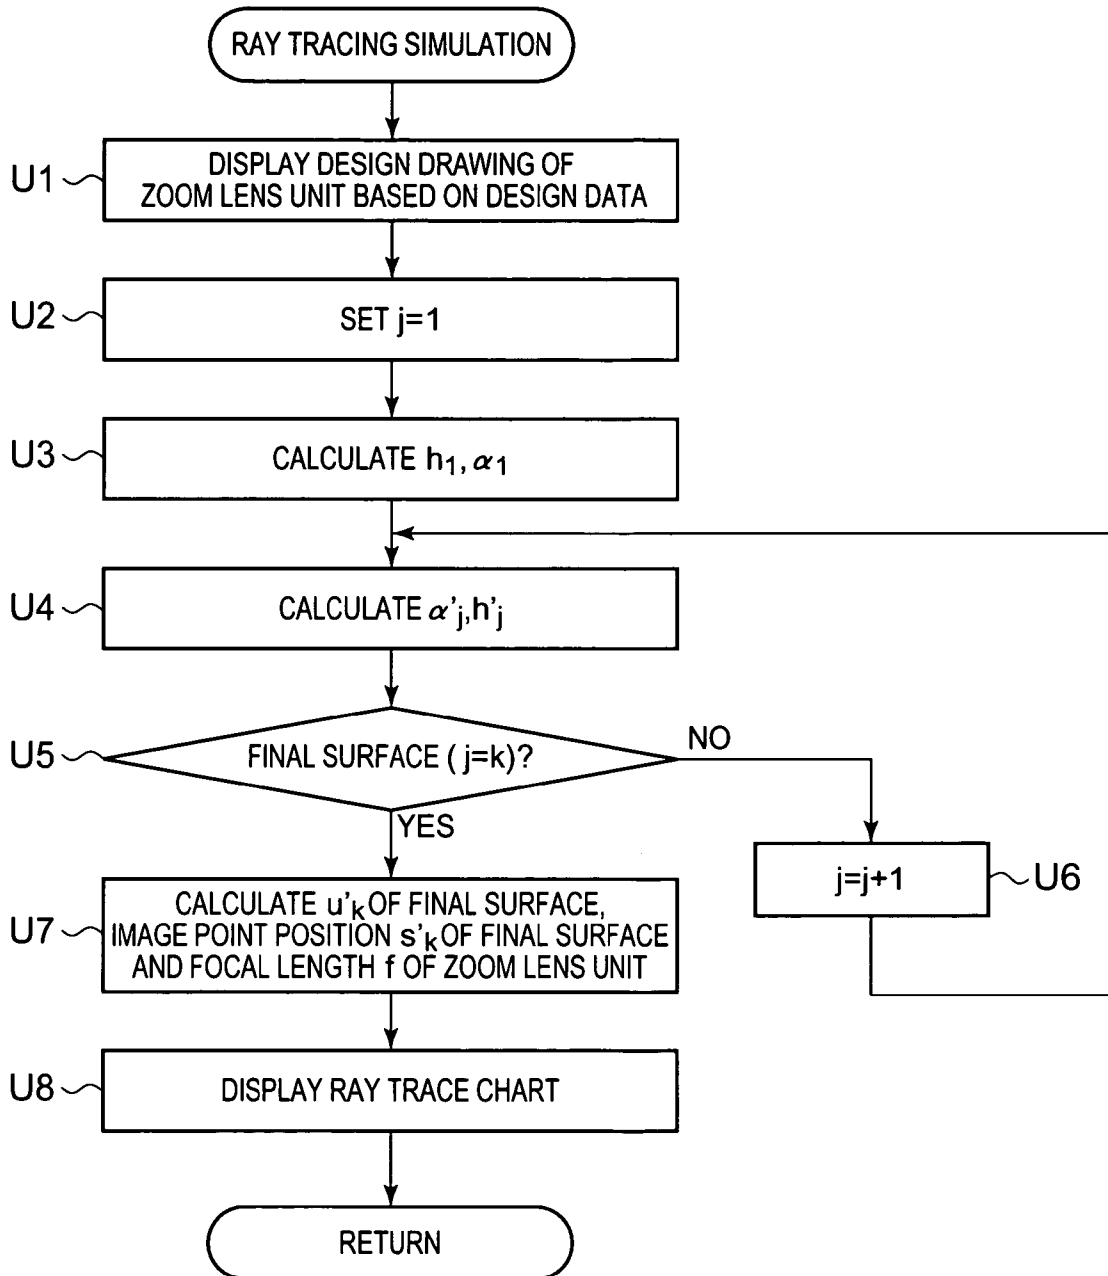 RAY TRACING SIMULATION
U1
DISPLAY DESIGN DRAWING OF
ZOOM LENS UNIT BASED ON DESIGN DATA
U2
SET j=1
U3
CALCULATE h₁, α₁
U4
CALCULATE α'ⱼ,h'ⱼ
U5
FINAL SURFACE ( j=k)?
NO
YES
j=j+1
U6
U7
CALCULATE u'ₖ OF FINAL SURFACE,
IMAGE POINT POSITION s'ₖ OF FINAL SURFACE
AND FOCAL LENGTH f OF ZOOM LENS UNIT
U8
DISPLAY RAY TRACE CHART
RETURN